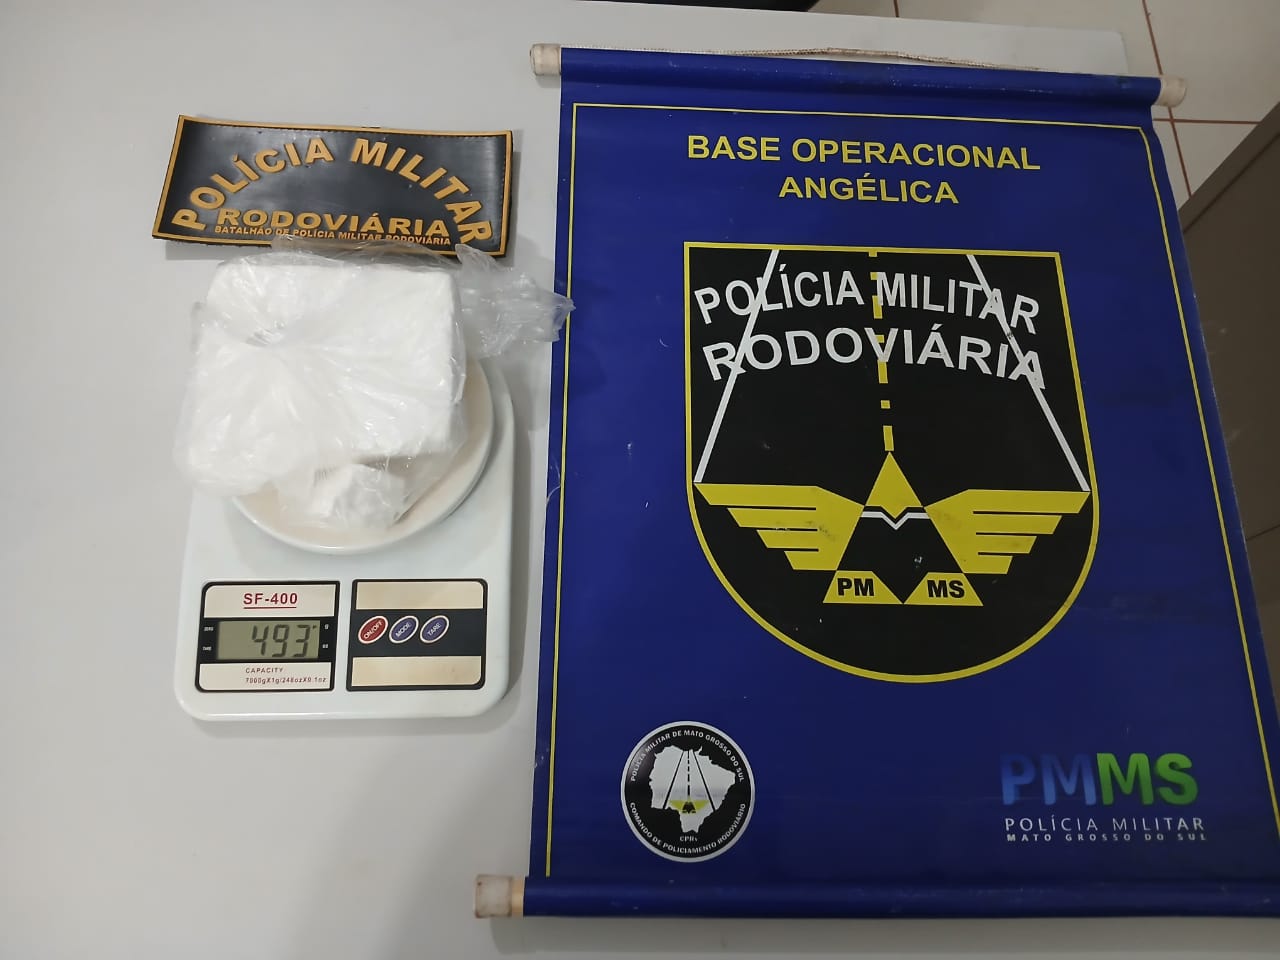 POLÍCIA MILITAR
RODOVIÁRIA
BATALHÃO DE POLÍCIA MILITAR RODOVIÁRIA
SF-400
493
g
CAPACITY
7000gX1g/246ozX0.1oz
ON/OFF
MODE
TARE
BASE OPERACIONAL
ANGÉLICA
POLÍCIA MILITAR
RODOVIÁRIA
PM MS
POLÍCIA MILITAR DE MATO GROSSO DO SUL
CPRv
COMANDO DE POLICIAMENTO RODOVIÁRIO
PMMS
POLÍCIA MILITAR
MATO GROSSO DO SUL